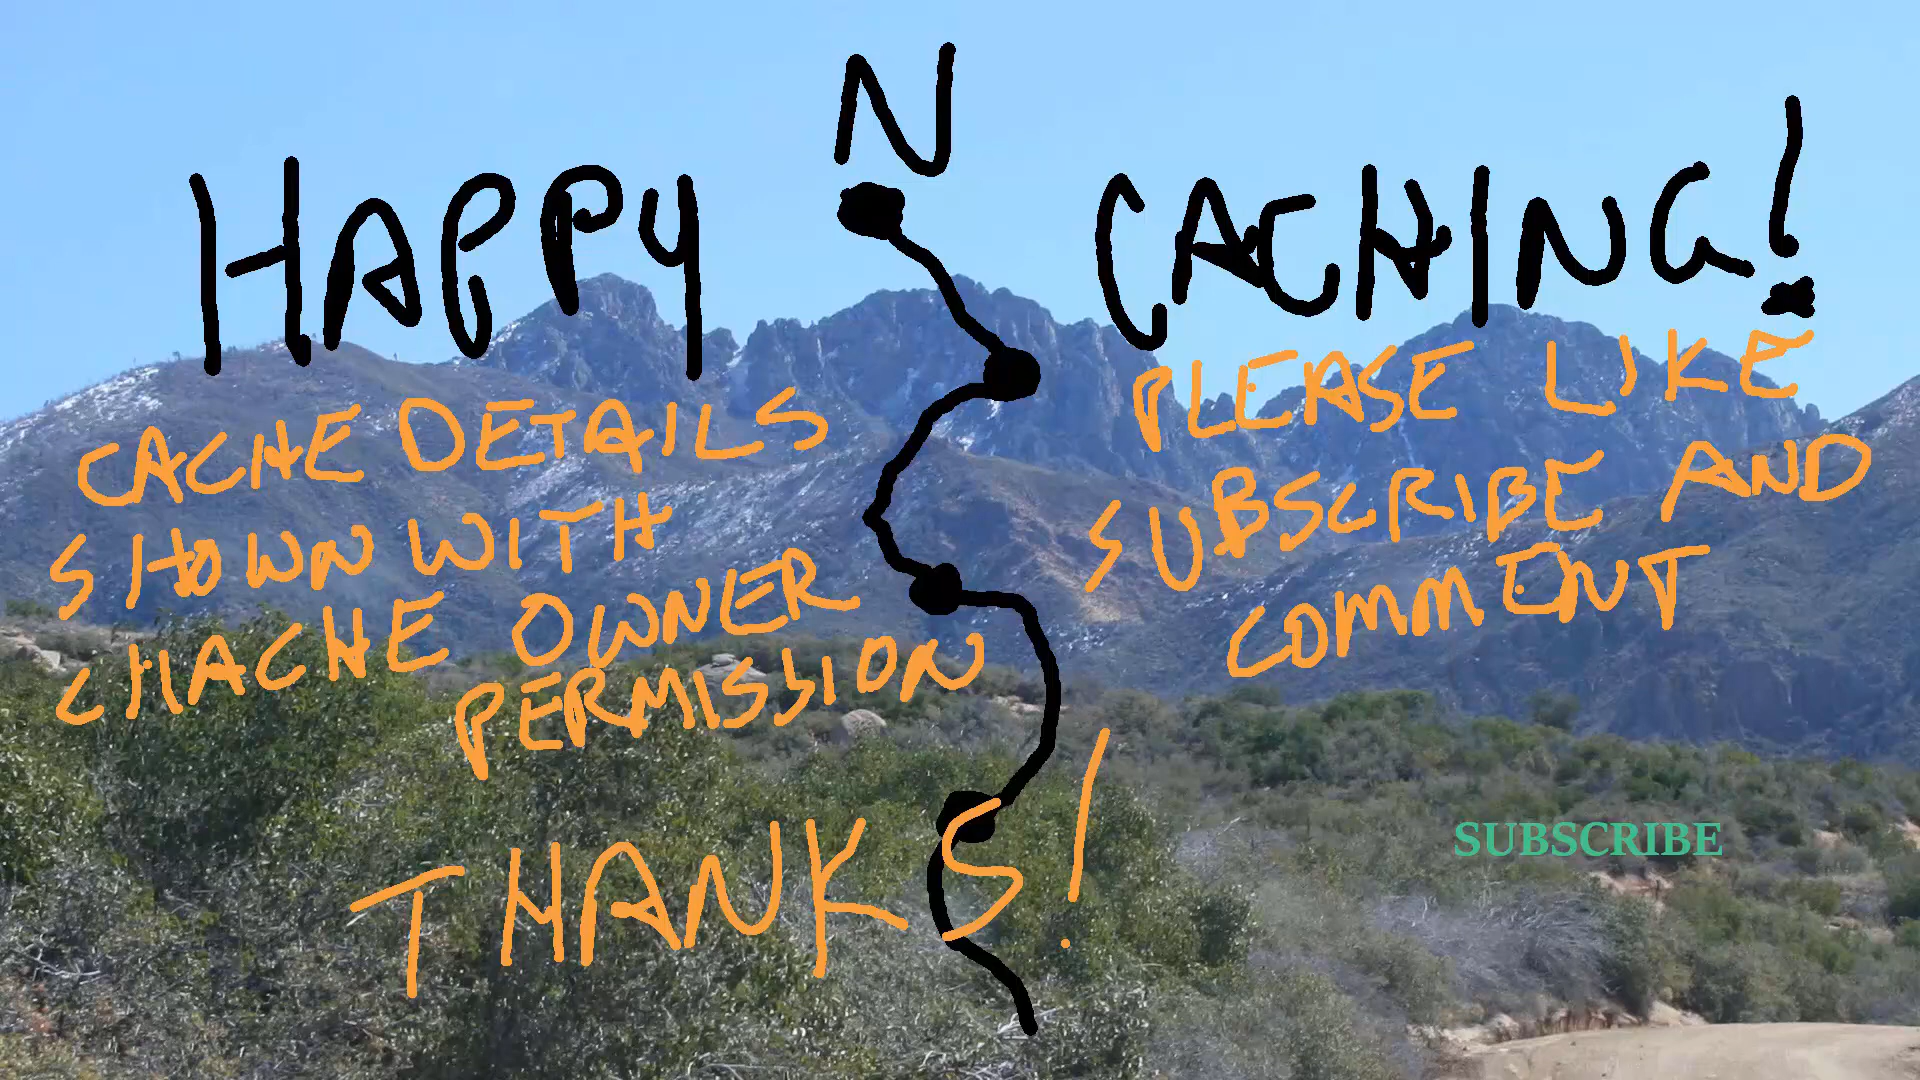 N
HAPPY CACHING!
CACHE DETAILS
SHOWN WITH
CHACHE OWNER
PERMISSION
PLEASE LIKE
SUBSCRIBE AND
COMMENT
THANKS!
SUBSCRIBE